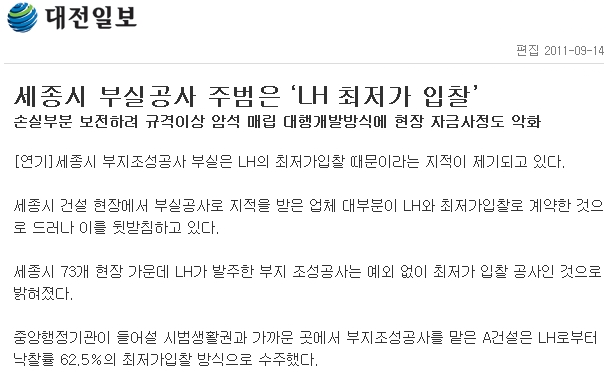 대전일보
편집 2011-09-14
세종시 부실공사 주범은 ‘LH 최저가 입찰’
손실부분 보전하려 규격이상 암석 매립 대행개발방식에 현장 자금사정도 악화
[연기]세종시 부지조성공사 부실은 LH의 최저가입찰 때문이라는 지적이 제기되고 있다.
세종시 건설 현장에서 부실공사로 지적을 받은 업체 대부분이 LH와 최저가입찰로 계약한 것으
로 드러나 이를 뒷받침하고 있다.
세종시 73개 현장 가운데 LH가 발주한 부지 조성공사는 예외 없이 최저가 입찰 공사인 것으로
밝혀졌다.
중앙행정기관이 들어설 시범생활권과 가까운 곳에서 부지조성공사를 맡은 A건설은 LH로부터
낙찰률 62.5%의 최저가입찰 방식으로 수주했다.